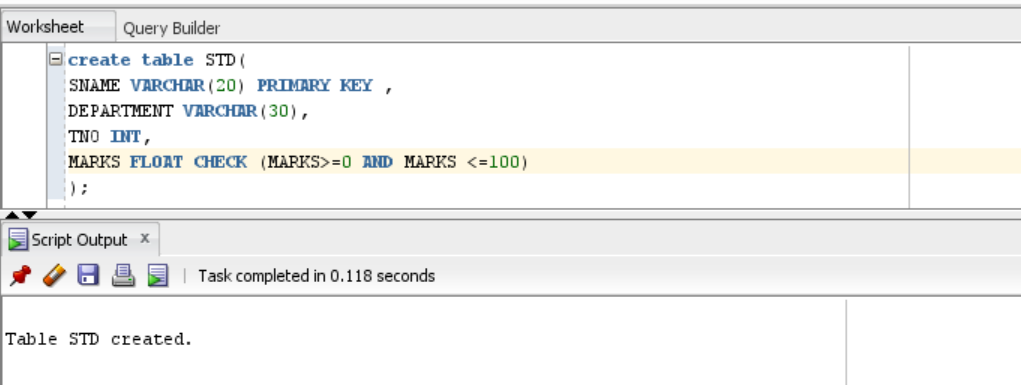 Worksheet Query Builder
create table STD(
SNAME VARCHAR(20) PRIMARY KEY ,
DEPARTMENT VARCHAR(30),
TNO INT,
MARKS FLOAT CHECK (MARKS>=0 AND MARKS <=100)
);
Script Output x
Task completed in 0.118 seconds
Table STD created.